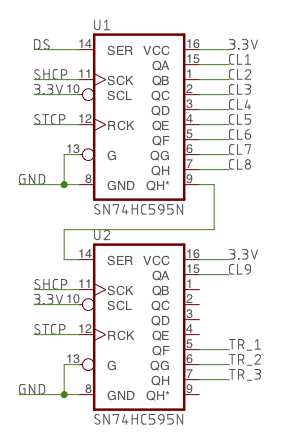 U1
DS 14 SER VCC 16 3.3V
QA 15 CL1
SHCP 11 SCK QB 1 CL2
3.3V 10 SCL QC 2 CL3
QD 3 CL4
STCP 12 RCK QE 4 CL5
QF 5 CL6
13 G QG 6 CL7
QH 7 CL8
GND 8 GND QH* 9
SN74HC595N
U2
14 SER VCC 16 3.3V
QA 15 CL9
SHCP 11 SCK QB 1
3.3V 10 SCL QC 2
QD 3
STCP 12 RCK QE 4
QF 5 TR_1
13 G QG 6 TR_2
QH 7 TR_3
GND 8 GND QH* 9
SN74HC595N